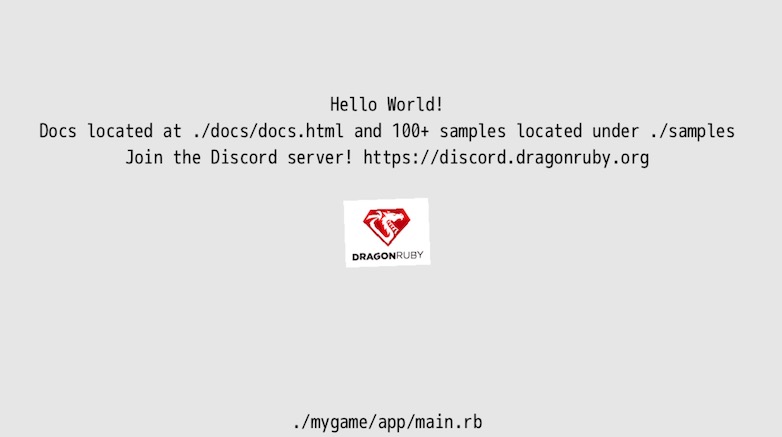 Hello World!
Docs located at ./docs/docs.html and 100+ samples located under ./samples
Join the Discord server! https://discord.dragonruby.org
DRAGONRUBY
./mygame/app/main.rb